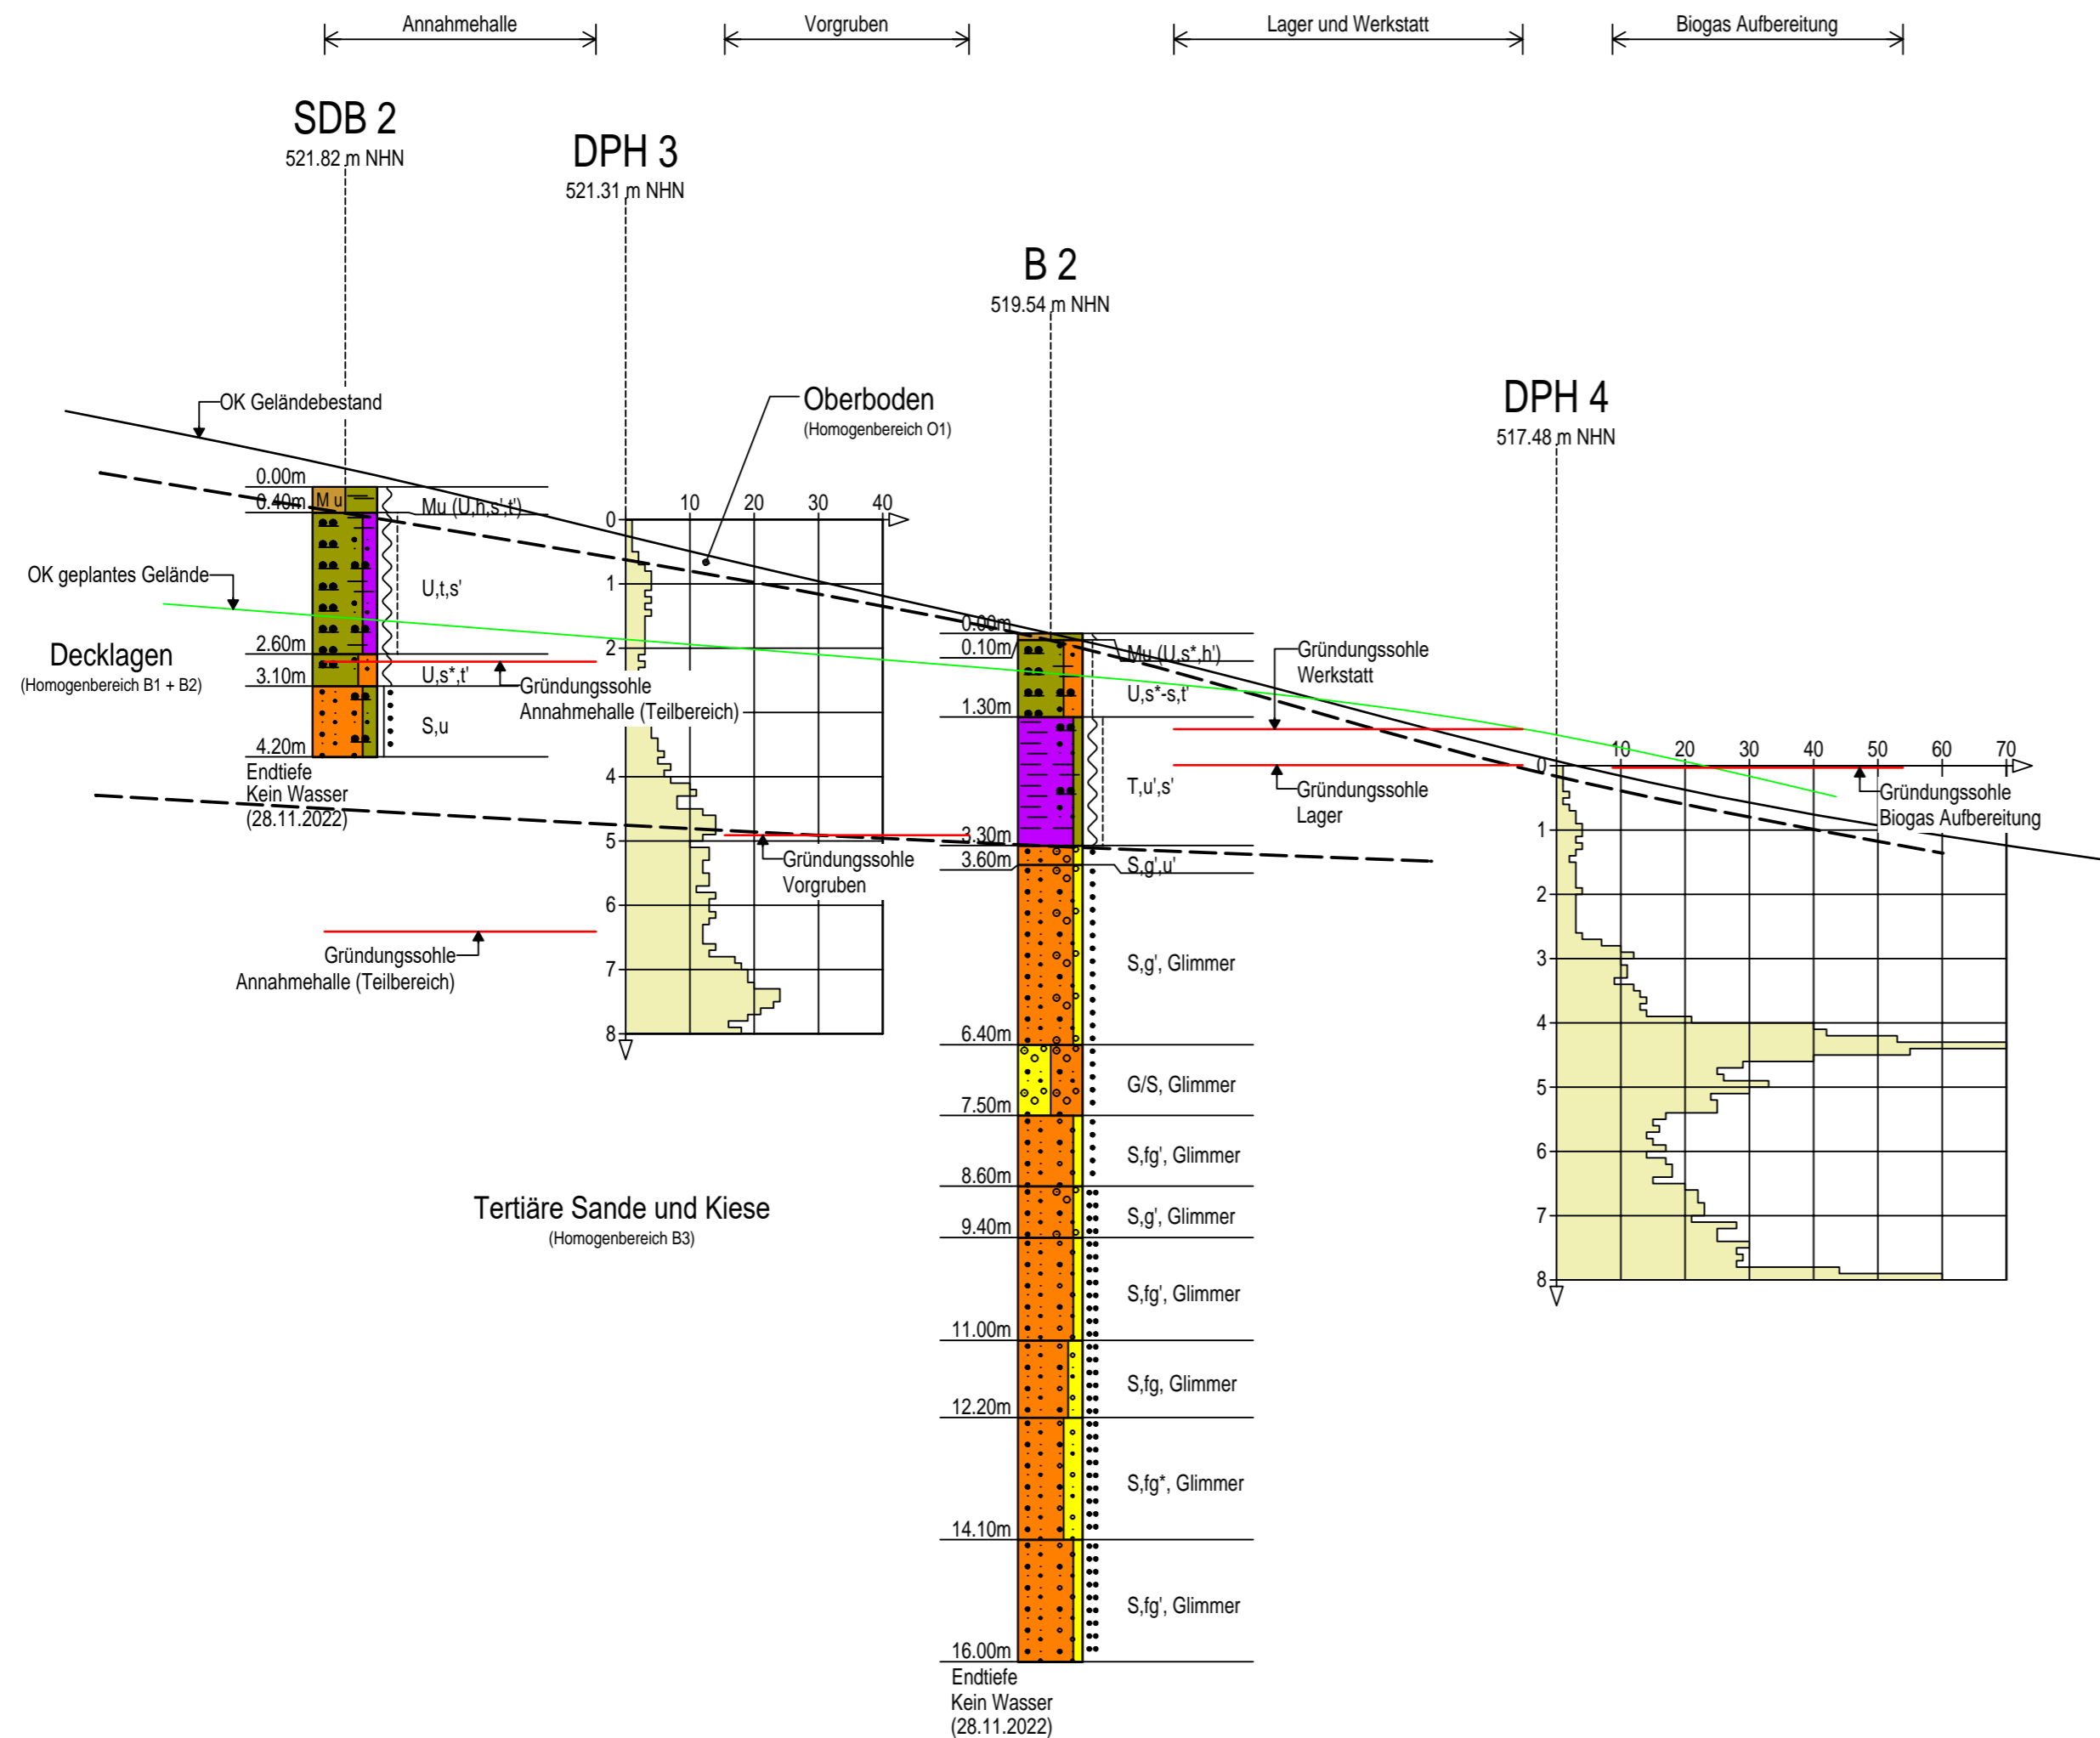 Annahmehalle
Vorgruben
Lager und Werkstatt
Biogas Aufbereitung
SDB 2
521.82 m NHN
DPH 3
521.31 m NHN
B 2
519.54 m NHN
DPH 4
517.48 m NHN
OK Geländebestand
Oberboden
(Homogenbereich O1)
OK geplantes Gelände
Decklagen
(Homogenbereich B1 + B2)
0.00m
0.40m
2.60m
3.10m
4.20m
M u
Mu (U,h,s',t')
U,t,s'
U,s*,t'
S,u
Endtiefe
Kein Wasser
(28.11.2022)
10 20 30 40
0
1
2
4
5
6
7
8
Gründungssohle
Annahmehalle (Teilbereich)
Gründungssohle
Vorgruben
Gründungssohle
Annahmehalle (Teilbereich)
Tertiäre Sande und Kiese
(Homogenbereich B3)
0.00m
0.10m
1.30m
3.30m
3.60m
6.40m
7.50m
8.60m
9.40m
11.00m
12.20m
14.10m
16.00m
Mu (U,s*,h')
U,s*-s,t'
T,u',s'
S,g',u'
S,g', Glimmer
G/S, Glimmer
S,fg', Glimmer
S,g', Glimmer
S,fg', Glimmer
S,fg, Glimmer
S,fg*, Glimmer
S,fg', Glimmer
Endtiefe
Kein Wasser
(28.11.2022)
Gründungssohle
Werkstatt
Gründungssohle
Lager
10 20 30 40 50 60 70
0
1
2
3
4
5
6
7
8
Gründungssohle
Biogas Aufbereitung